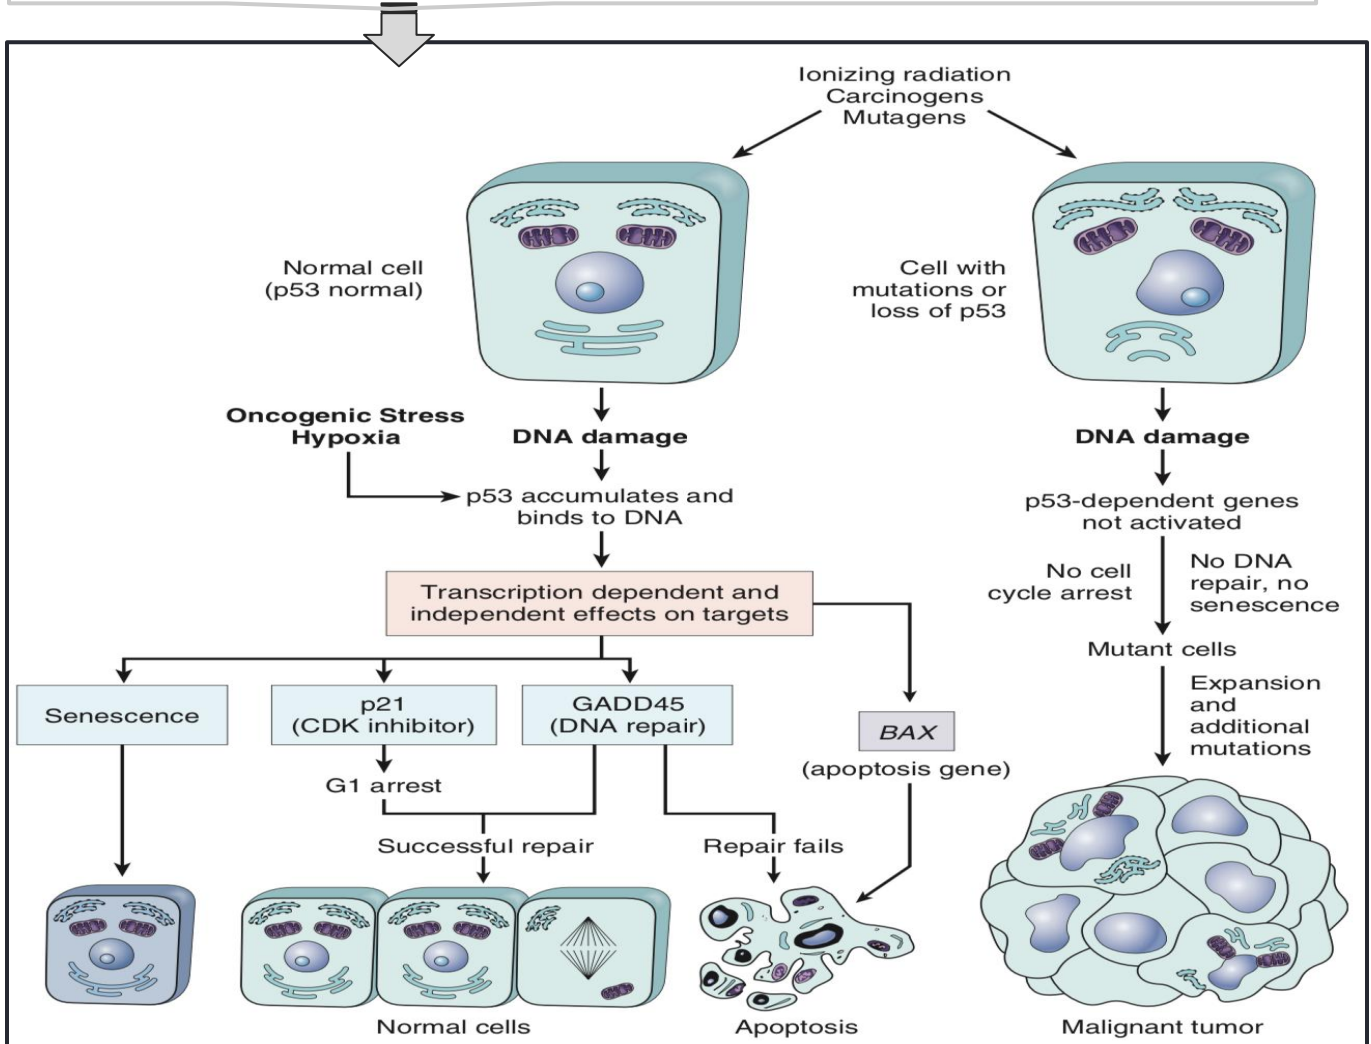 Ionizing radiation
Carcinogens
Mutagens
Normal cell
(p53 normal)
Cell with
mutations or
loss of p53
Oncogenic Stress
Hypoxia
DNA damage
DNA damage
p53 accumulates and
binds to DNA
p53-dependent genes
not activated
No cell
cycle arrest
No DNA
repair, no
senescence
Transcription dependent and
independent effects on targets
Mutant cells
Senescence
p21
(CDK inhibitor)
GADD45
(DNA repair)
BAX
(apoptosis gene)
Expansion
and
additional
mutations
G1 arrest
Successful repair
Repair fails
Normal cells
Apoptosis
Malignant tumor